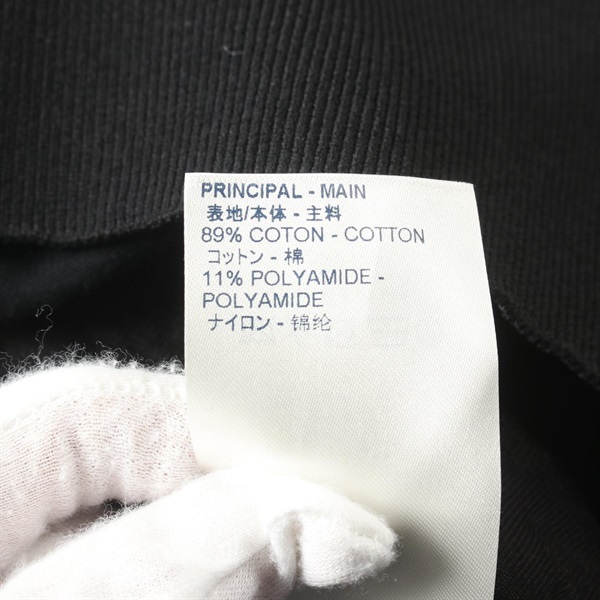 PRINCIPAL - MAIN
表地/本体 - 主料
89% COTON - COTTON
コットン - 棉
11% POLYAMIDE -
POLYAMIDE
ナイロン - 锦纶